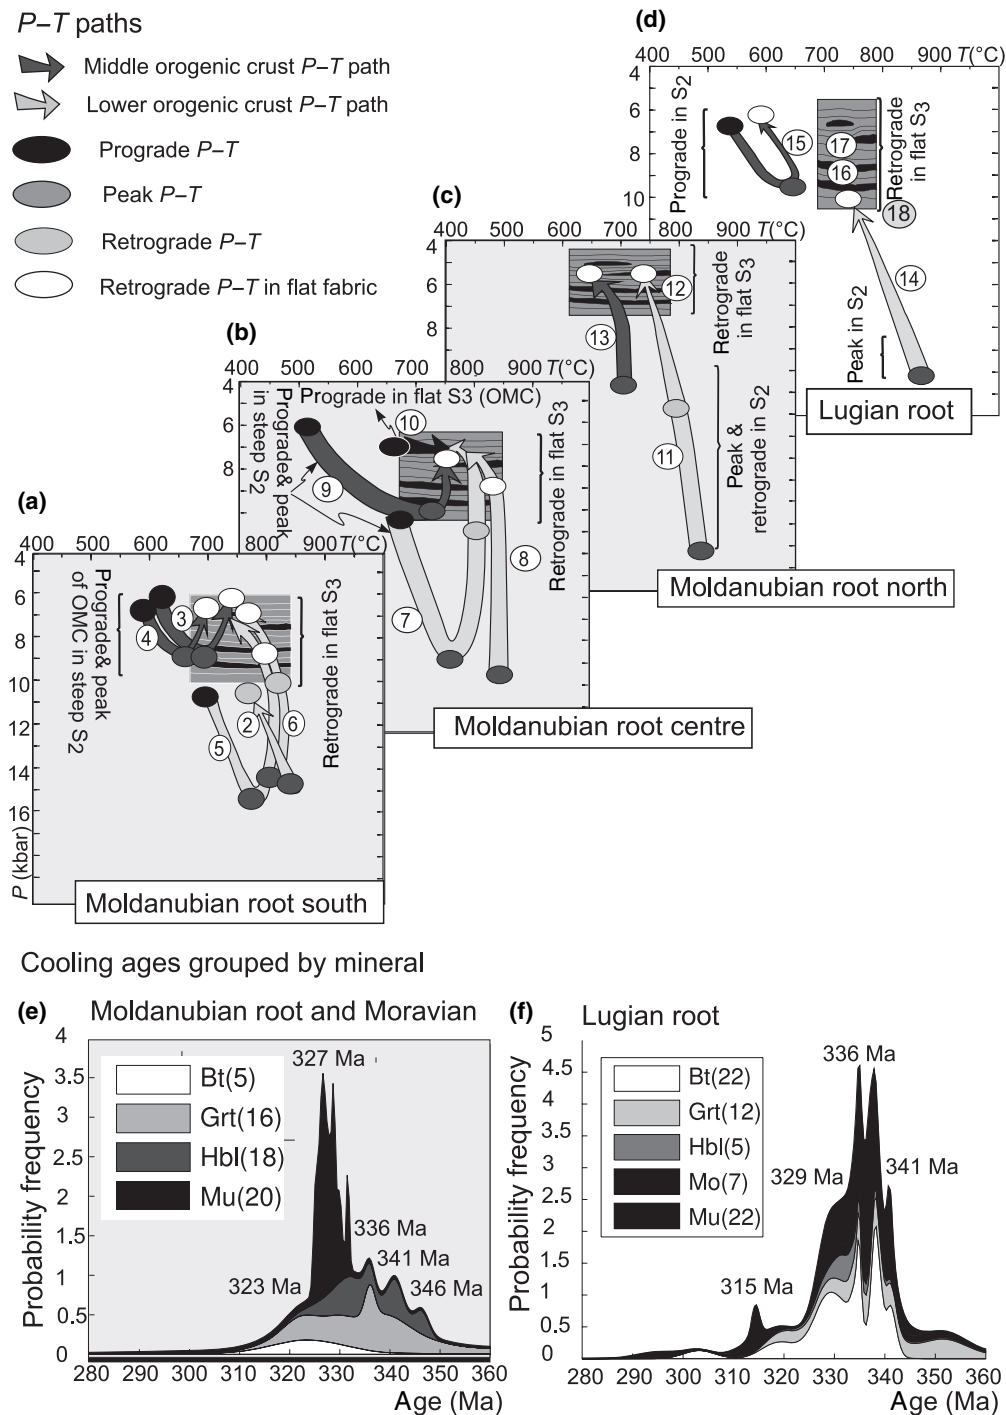 P–T paths
Middle orogenic crust P–T path
Lower orogenic crust P–T path
Prograde P–T
Peak P–T
Retrograde P–T
Retrograde P–T in flat fabric
(d)
400 500 600 700 800 900 T(°C)
4
6
8
10
Prograde in S2
15
17
16
18
14
Retrograde in flat S3
Peak in S2
Lugian root
(c)
400 500 600 700 800 900 T(°C)
4
6
8
12
13
11
Retrograde in flat S3
Peak & retrograde in S2
Moldanubian root north
(b)
400 500 600 700 800 900 T(°C)
4
6
8
Prograde in flat S3 (OMC)
Prograde& peak in steep S2
10
9
7
8
Retrograde in flat S3
Moldanubian root centre
(a)
400 500 600 700 800 900 T(°C)
4
6
8
10
12
14
16
P (kbar)
Prograde& peak of OMC in steep S2
3
4
2
6
5
Retrograde in flat S3
Moldanubian root south
Cooling ages grouped by mineral
(e) Moldanubian root and Moravian
4
3.5
3
2.5
2
1.5
1
0.5
0
Probability frequency
Bt(5)
Grt(16)
Hbl(18)
Mu(20)
327 Ma
336 Ma
341 Ma
346 Ma
323 Ma
280 290 300 310 320 330 340 350 360
Age (Ma)
(f) Lugian root
5
4.5
4
3.5
3
2.5
2
1.5
1
0.5
0
Probability frequency
Bt(22)
Grt(12)
Hbl(5)
Mo(7)
Mu(22)
336 Ma
329 Ma
341 Ma
315 Ma
280 290 300 310 320 330 340 350 360
Age (Ma)